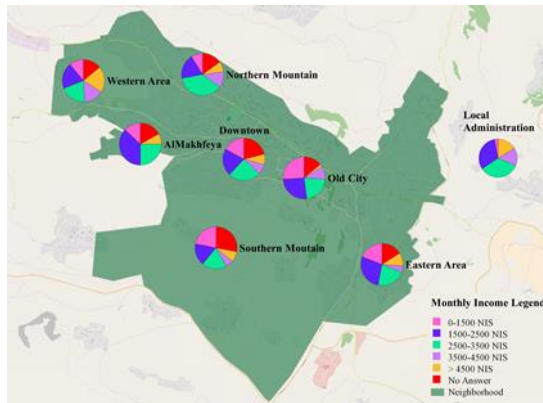 Western Area
Northern Mountain
Local
Administration
AlMakhfeya
Downtown
Old City
Southern Moutain
Eastern Area
Monthly Income Legend
0-1500 NIS
1500-2500 NIS
2500-3500 NIS
3500-4500 NIS
> 4500 NIS
No Answer
Neighborhood